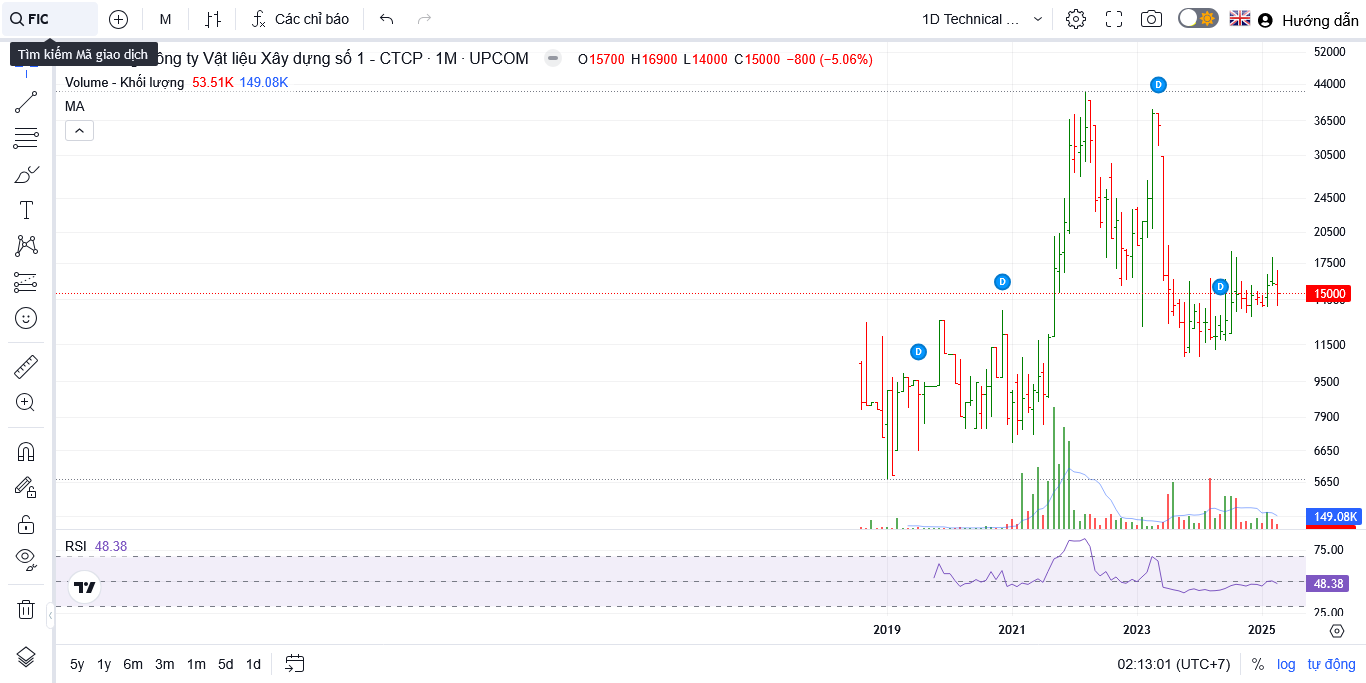 FIC
M
Các chỉ báo
1D Technical ...
Hướng dẫn
Tìm kiếm Mã giao dịch
ông ty Vật liệu Xây dựng số 1 - CTCP · 1M · UPCOM
O15700 H16900 L14000 C15000 −800 (−5.06%)
Volume - Khối lượng 53.51K 149.08K
MA
52000
44000
36500
30500
24500
20500
17500
15000
11500
9500
7900
6650
5650
149.08K
D
D
D
D
RSI 48.38
75.00
48.38
25.00
2019
2021
2023
2025
5y 1y 6m 3m 1m 5d 1d
02:13:01 (UTC+7)
%
log
tự động